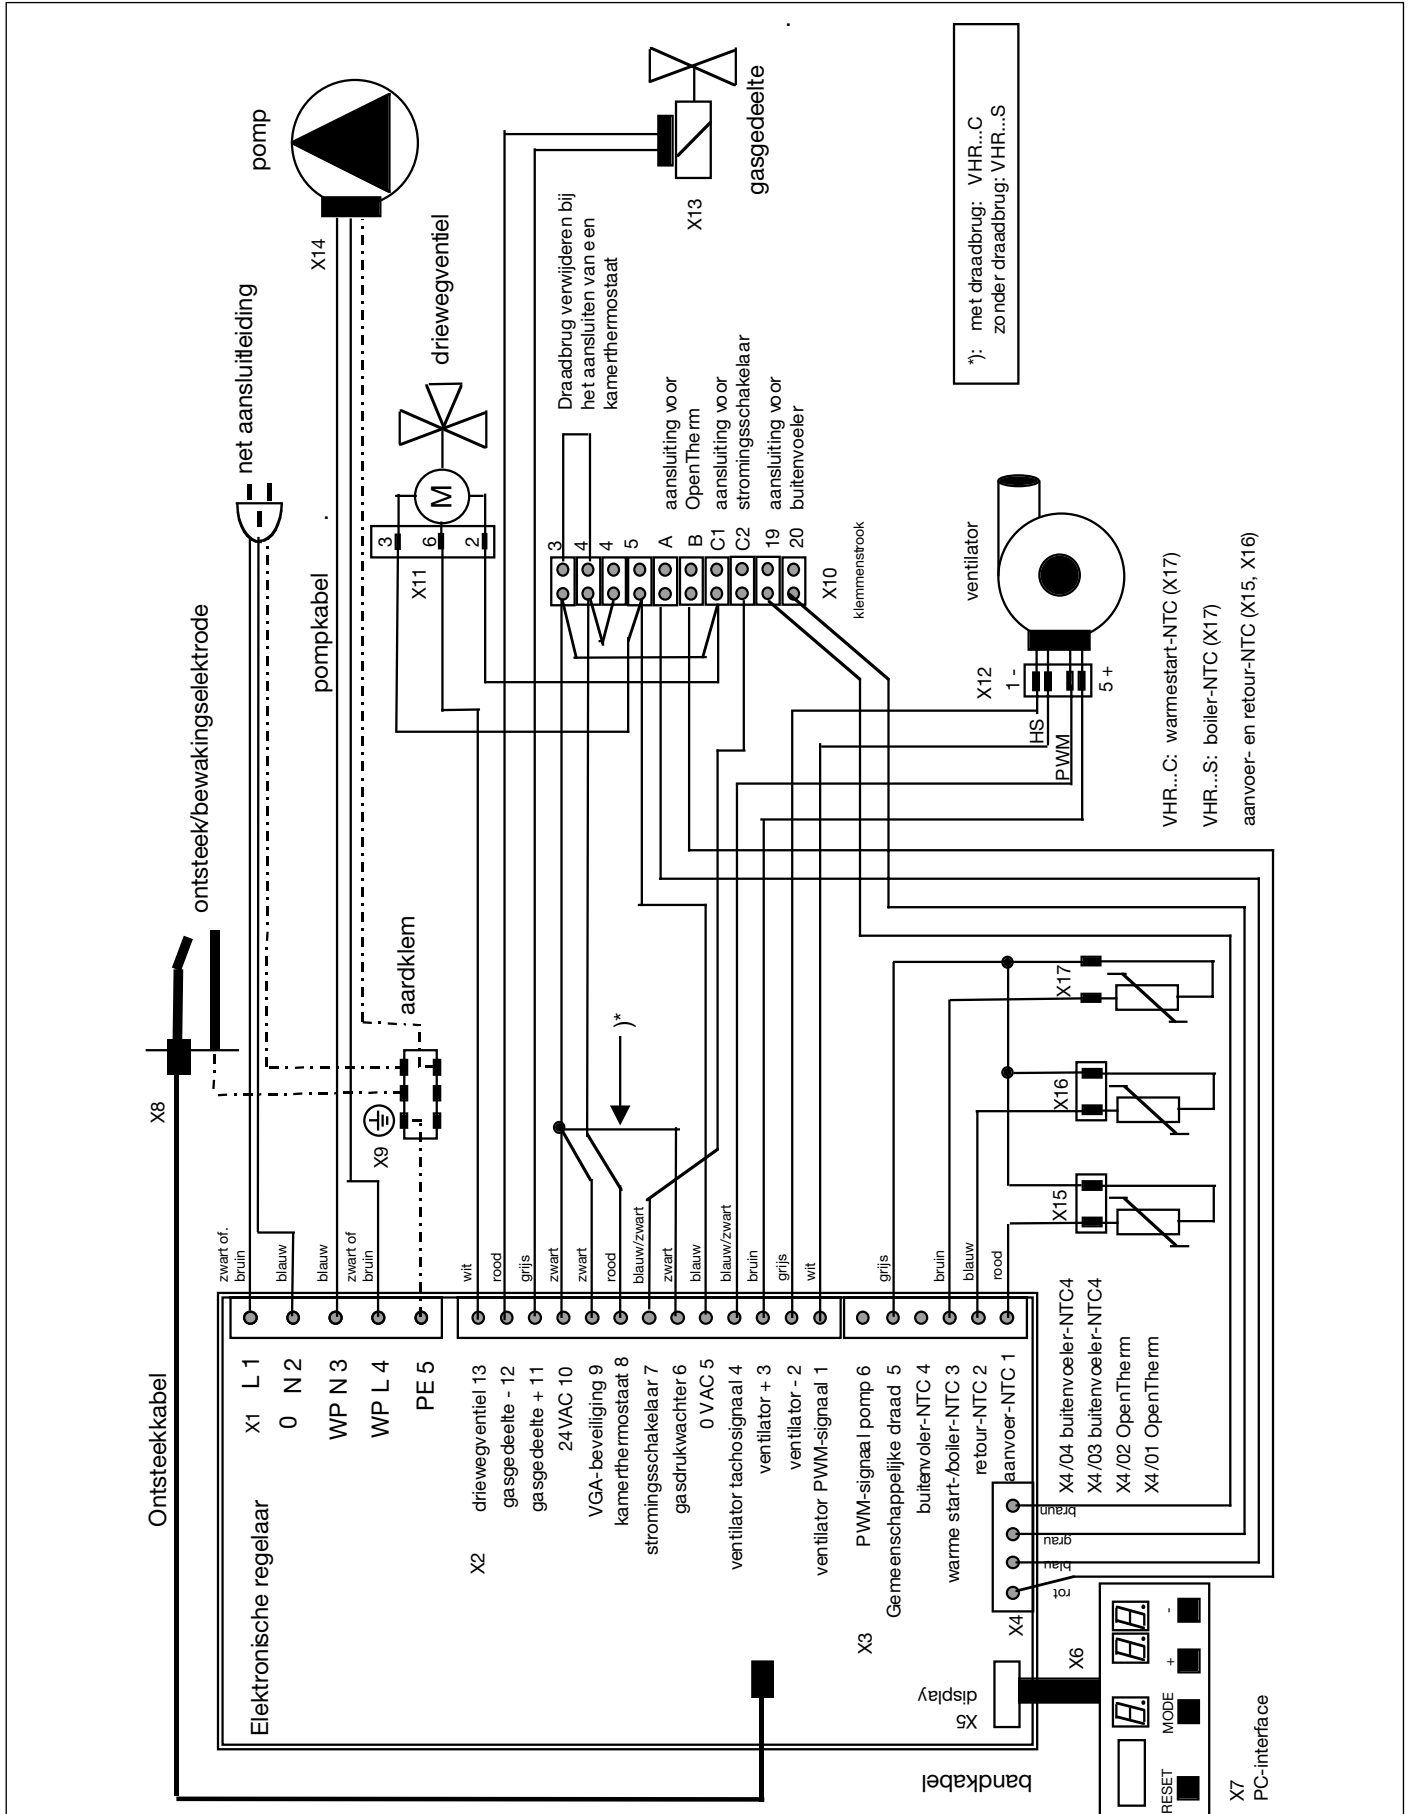 Ontsteekkabel
X8
ontsteek/bewakingselektrode
net aansluitleiding
pompkabel
X14
pomp
X9
aardklem
X11
3
6
2
M
driewegventiel
X13
gasgedeelte
Draadbrug verwijderen bij
het aansluiten van een
kamerthermostaat
3
4
4
5
A
B
C1
C2
19
20
aansluiting voor
OpenTherm
aansluiting voor
stromingsschakelaar
aansluiting voor
buitenvoeler
X10
klemmenstrook
*): met draadbrug: VHR...C
zonder draadbrug: VHR...S
ventilator
X12
1 -
5 +
HS
PWM
VHR...C: warmestart-NTC (X17)
VHR...S: boiler-NTC (X17)
aanvoer- en retour-NTC (X15, X16)
)*
X17
X16
X15
Elektronische regelaar
X1 L 1
0 N 2
WP N 3
WP L 4
PE 5
zwart of.
bruin
blauw
blauw
zwart of
bruin
X2
driewegventiel 13
gasgedeelte - 12
gasgedeelte + 11
24VAC 10
VGA-beveiliging 9
kamerthermostaat 8
stromingsschakelaar 7
gasdrukwachter 6
0 VAC 5
ventilator tachosignaal 4
ventilator + 3
ventilator - 2
ventilator PWM-signaal 1
wit
rood
grijs
zwart
zwart
rood
blauw/zwart
zwart
blauw
blauw/zwart
bruin
grijs
wit
X3
PWM-signaal pomp 6
Gemeenschappelijke draad 5
buitenvoler-NTC 4
warme start-/boiler-NTC 3
retour-NTC 2
aanvoer-NTC 1
grijs
bruin
blauw
rood
X4
braun
grau
blau
rot
X4/04 buitenvoeler-NTC4
X4/03 buitenvoeler-NTC4
X4/02 OpenTherm
X4/01 OpenTherm
X5
display
X6
bandkabel
RESET
MODE
+
-
X7
PC-interface